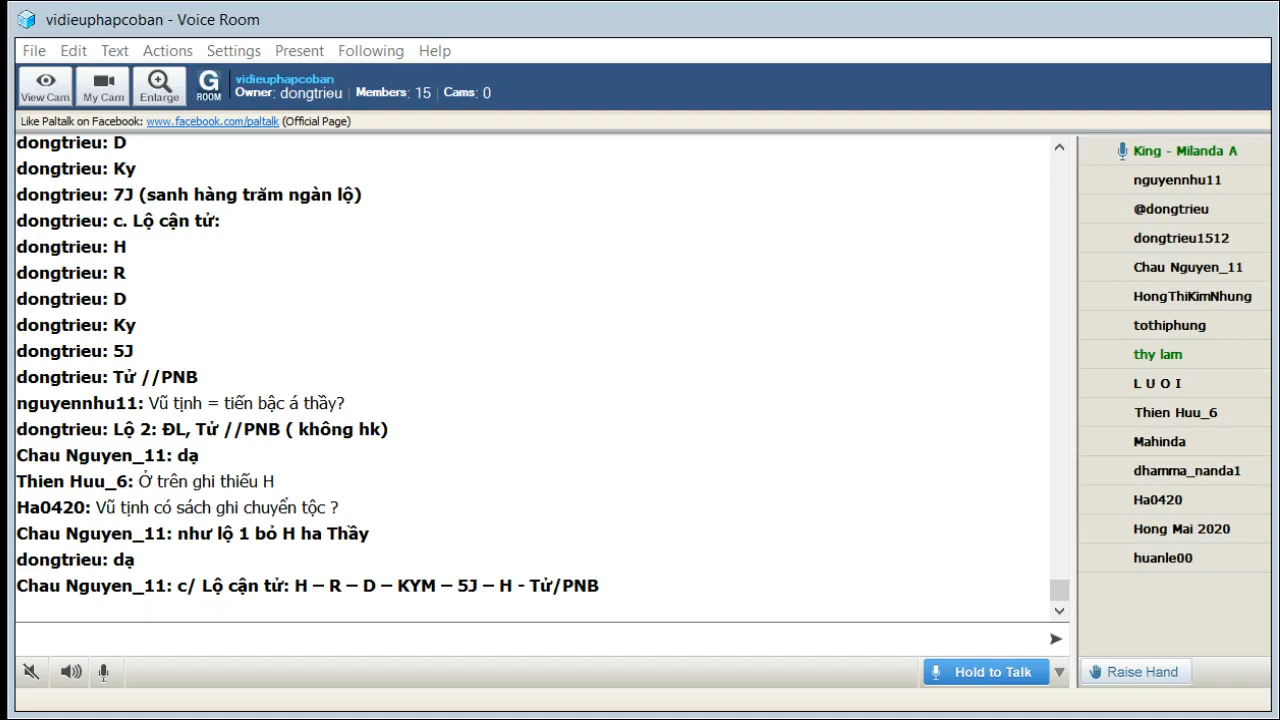 vidieuphapcoban - Voice Room
File Edit Text Actions Settings Present Following Help
View Cam
My Cam
Enlarge
G ROOM
vidieuphapcoban
Owner: dongtrieu | Members: 15 | Cams: 0
Like Paltalk on Facebook: www.facebook.com/paltalk (Official Page)
dongtrieu: D
dongtrieu: Ky
dongtrieu: 7J (sanh hàng trăm ngàn lộ)
dongtrieu: c. Lộ cận tử:
dongtrieu: H
dongtrieu: R
dongtrieu: D
dongtrieu: Ky
dongtrieu: 5J
dongtrieu: Tử //PNB
nguyennhu11: Vũ tịnh = tiến bậc á thầy?
dongtrieu: Lộ 2: ĐL, Tử //PNB ( không hk)
Chau Nguyen_11: dạ
Thien Huu_6: Ở trên ghi thiếu H
Ha0420: Vũ tịnh có sách ghi chuyển tộc ?
Chau Nguyen_11: như lộ 1 bỏ H ha Thầy
dongtrieu: dạ
Chau Nguyen_11: c/ Lộ cận tử: H – R – D – KYM – 5J – H - Tử/PNB
King - Milanda A
nguyennhu11
@dongtrieu
dongtrieu1512
Chau Nguyen_11
HongThiKimNhung
tothiphung
thy lam
L U O I
Thien Huu_6
Mahinda
dhamma_nanda1
Ha0420
Hong Mai 2020
huanle00
Hold to Talk
Raise Hand